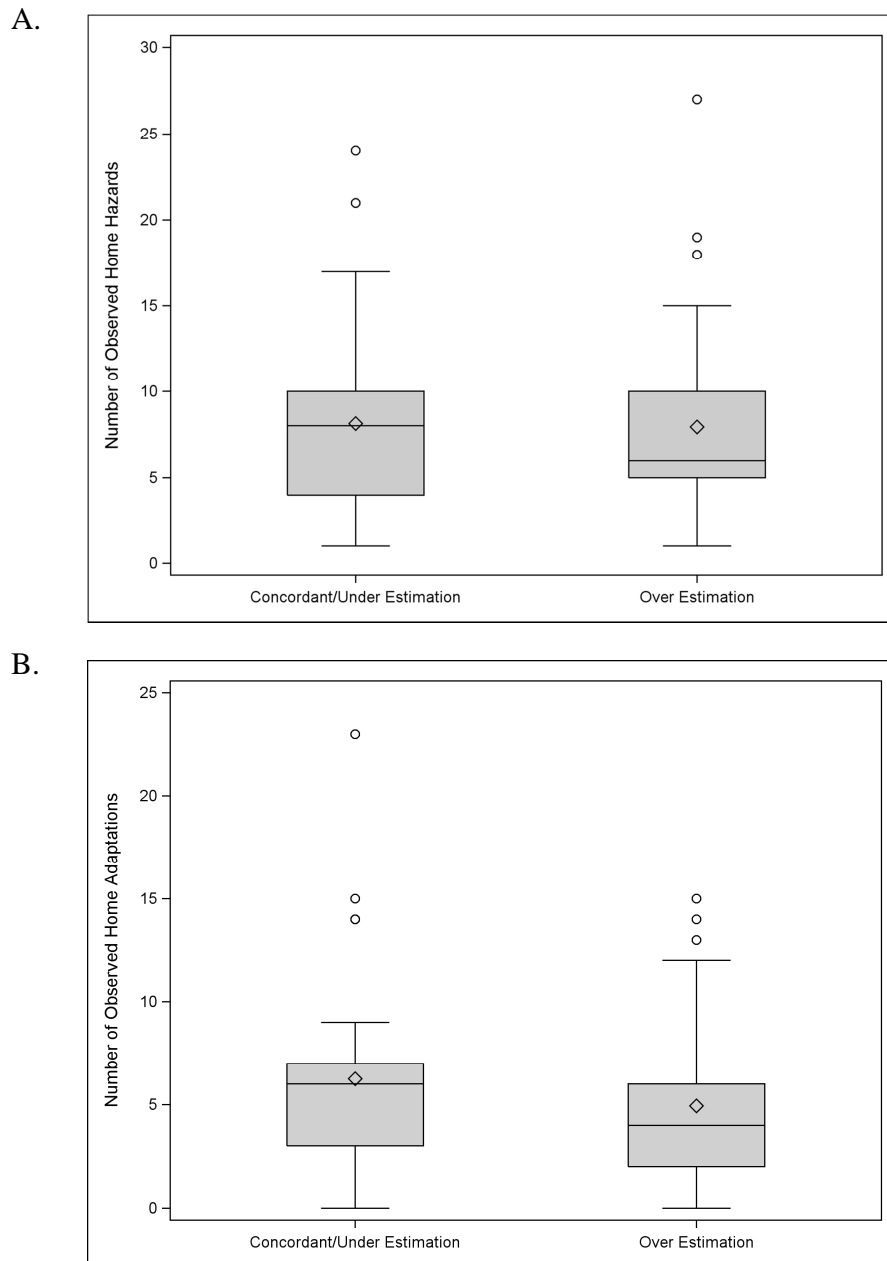 A.
Number of Observed Home Hazards
30
25
20
15
10
5
0
Concordant/Under Estimation
Over Estimation
B.
Number of Observed Home Adaptations
25
20
15
10
5
0
Concordant/Under Estimation
Over Estimation